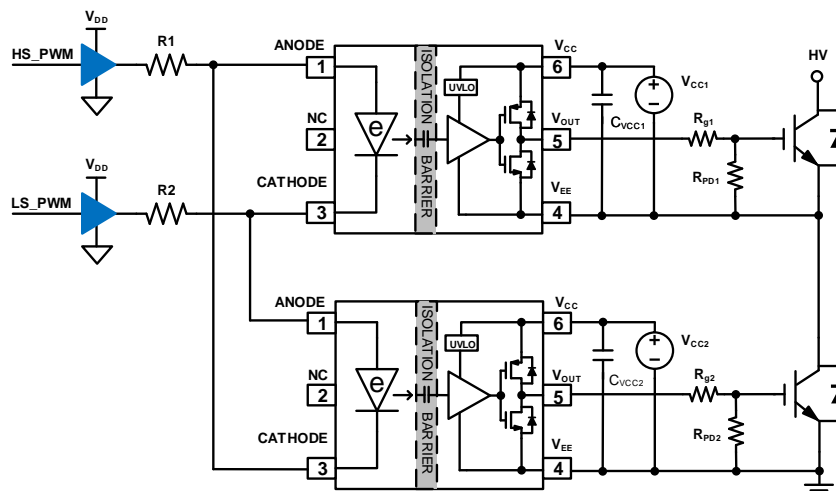 VDD
HS_PWM
R1
ANODE
1
NC
2
CATHODE
3
e
ISOLATION
BARRIER
UVLO
VCC
6
VOUT
5
VEE
4
CVCC1
+
−
VCC1
Rg1
RPD1
HV
VDD
LS_PWM
R2
ANODE
1
NC
2
CATHODE
3
e
ISOLATION
BARRIER
UVLO
VCC
6
VOUT
5
VEE
4
CVCC2
+
−
VCC2
Rg2
RPD2